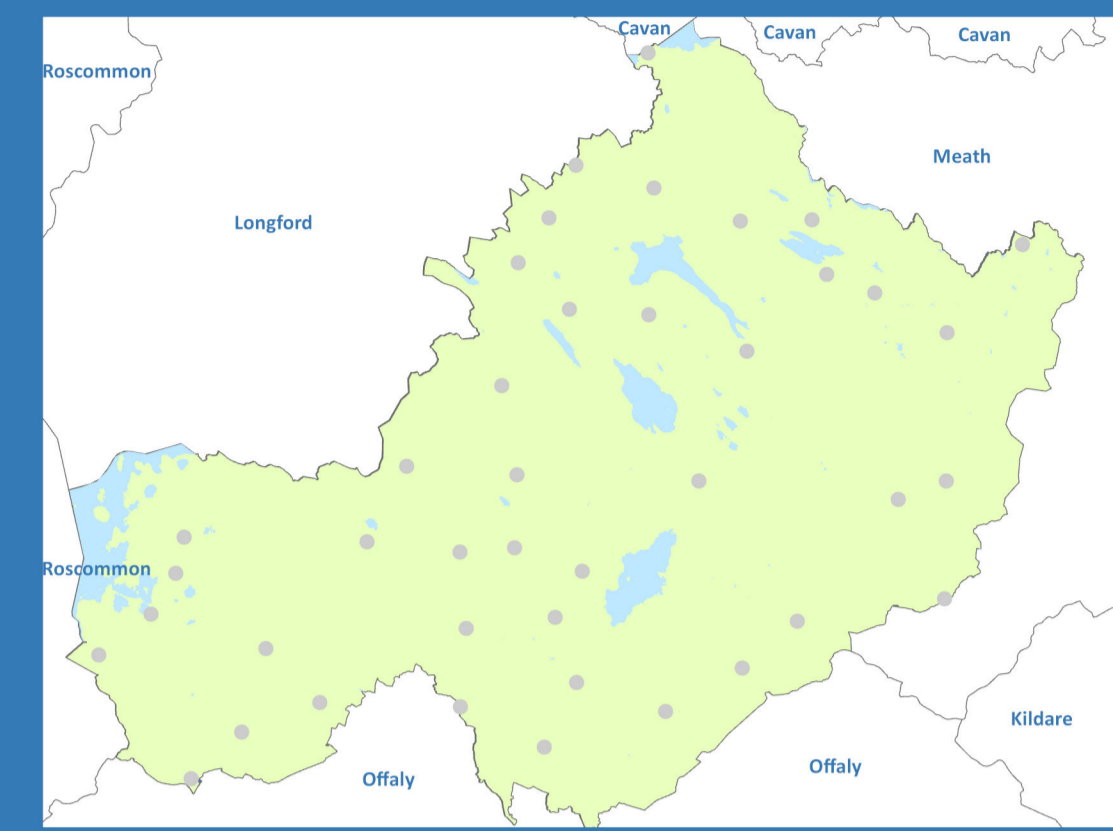 Cavan
Cavan
Cavan
Roscommon
Meath
Longford
Roscommon
Kildare
Offaly
Offaly